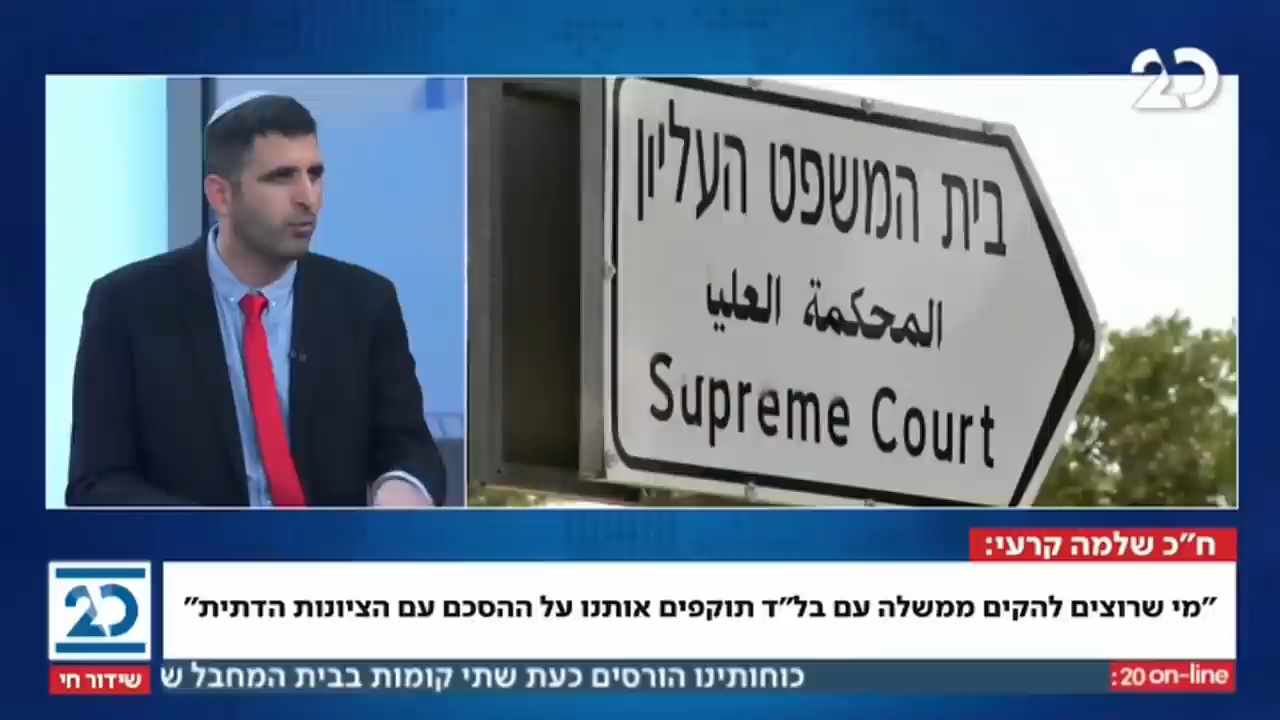 20
בית המשפט העליון
المحكمة العليا
Supreme Court
ח"כ שלמה קרעי:
"מי שרוצים להקים ממשלה עם בל"ד תוקפים אותנו על ההסכם עם הציונות הדתית"
20
שידור חי
20 on-line:
כוחותינו הורסים כעת שתי קומות בבית המחבל ש